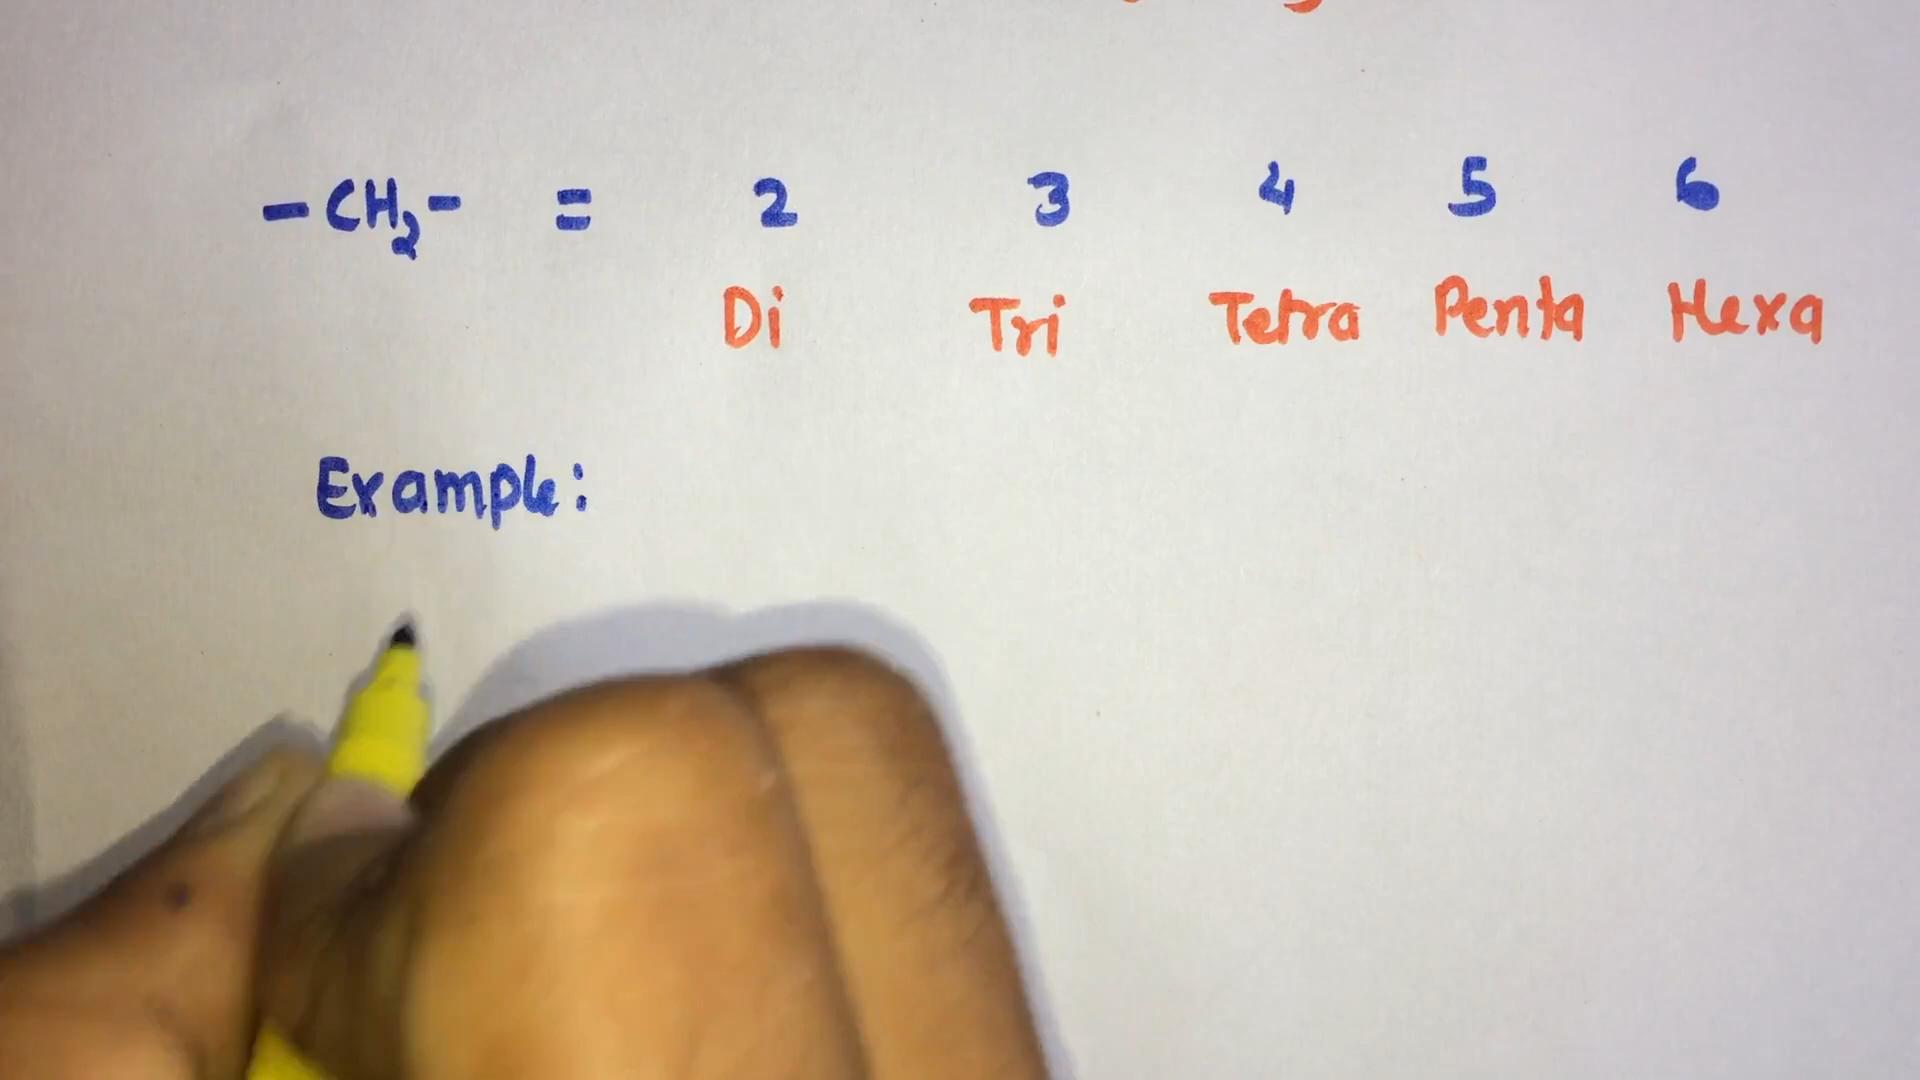 -CH₂- = 2 3 4 5 6
Di Tri Tetra Penta Hexa
Example: